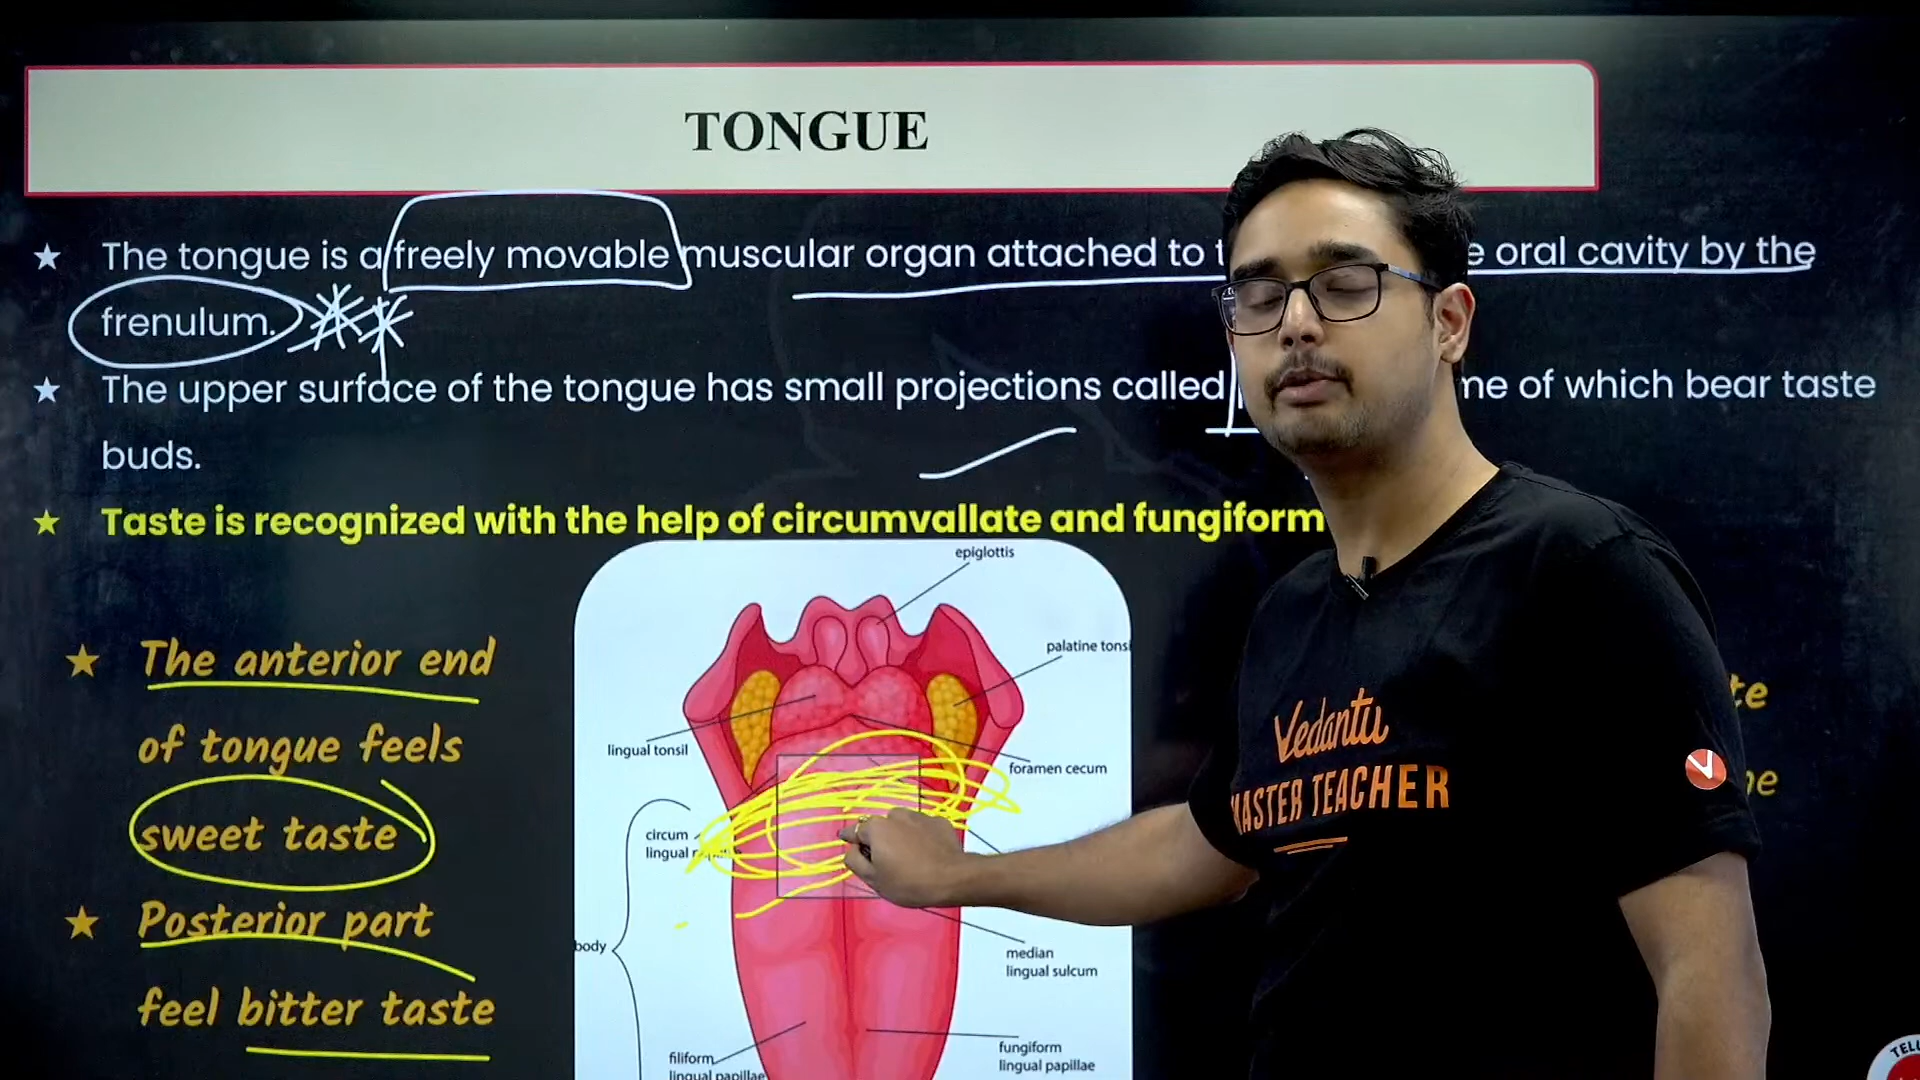 TONGUE
★ The tongue is a freely movable muscular organ attached to oral cavity by the
frenulum.
★ The upper surface of the tongue has small projections called of which bear taste
buds.
★ Taste is recognized with the help of circumvallate and fungiform
epiglottis
palatine tonsi
★ The anterior end
of tongue feels
sweet taste
★ Posterior part
feel bitter taste
lingual tonsil
foramen cecum
circum
lingual
body
median
lingual sulcum
filiform
lingual papillae
fungiform
lingual papillae
Vedantu
MASTER TEACHER